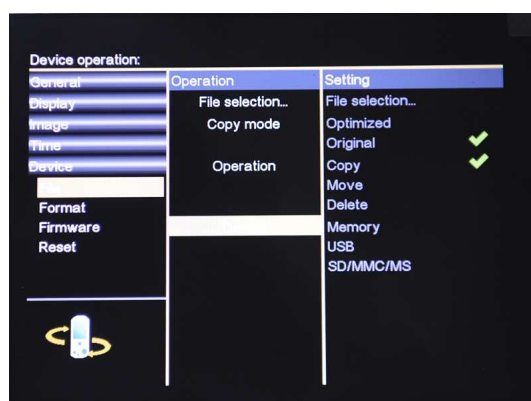 Device operation:
General
Display
Image
Time
Device
Format
Firmware
Reset
Operation
File selection...
Copy mode
Operation
Setting
File selection...
Optimized
Original
Copy
Move
Delete
Memory
USB
SD/MMC/MS